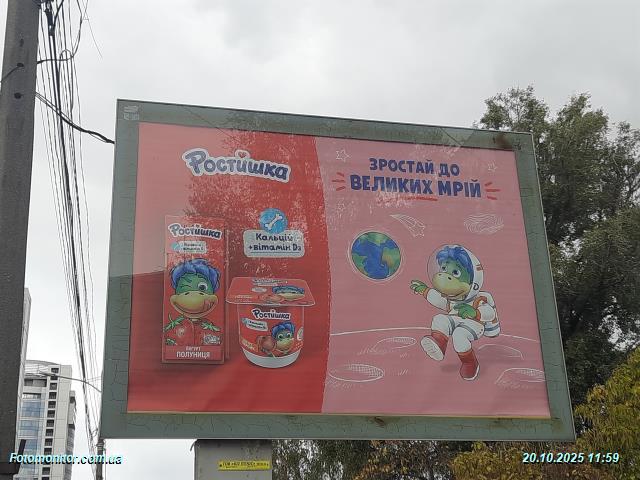 Ростишка
ЗРОСТАЙ ДО
ВЕЛИКИХ МРІЙ
Кальцій
+вітамін D₃
Ростишка
ЙОГУРТ
ПОЛУНИЦЯ
Ростишка
Fotomonitor.com.ua
20.10.2025 11:59